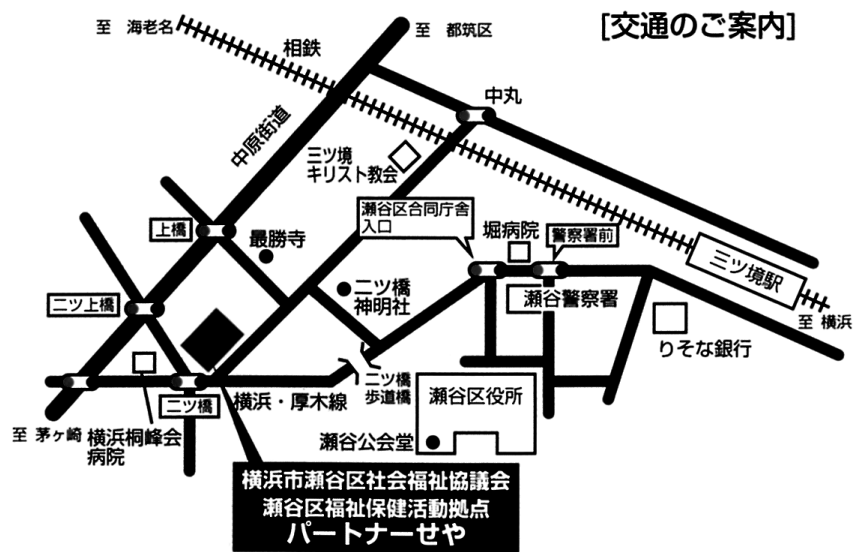 [交通のご案内]
至 海老名
相鉄
至 都筑区
中丸
中原街道
三ツ境
キリスト教会
瀬谷区合同庁舎
入口
堀病院
警察署前
上橋
最勝寺
三ツ境駅
二ツ橋
神明社
瀬谷警察署
至 横浜
二ツ上橋
りそな銀行
二ツ橋
歩道橋
瀬谷区役所
二ツ橋
横浜・厚木線
至 茅ヶ崎
横浜桐峰会
病院
瀬谷公会堂
横浜市瀬谷区社会福祉協議会
瀬谷区福祉保健活動拠点
パートナーせや